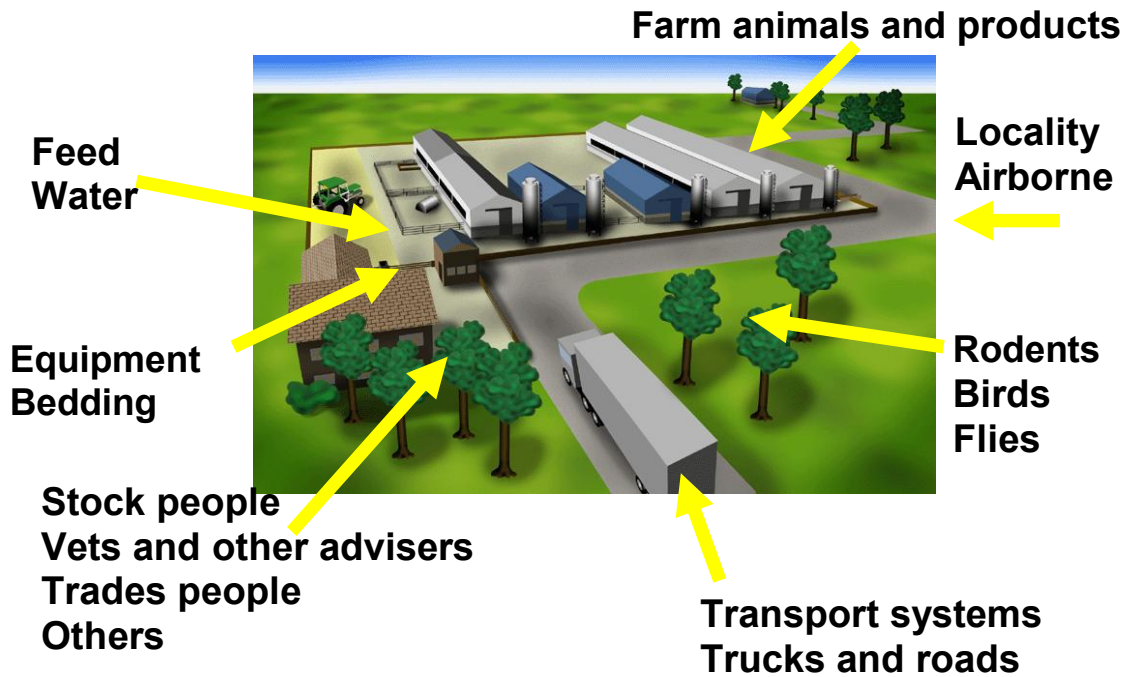 Farm animals and products
Locality
Airborne
Feed
Water
Equipment
Bedding
Rodents
Birds
Flies
Stock people
Vets and other advisers
Trades people
Others
Transport systems
Trucks and roads